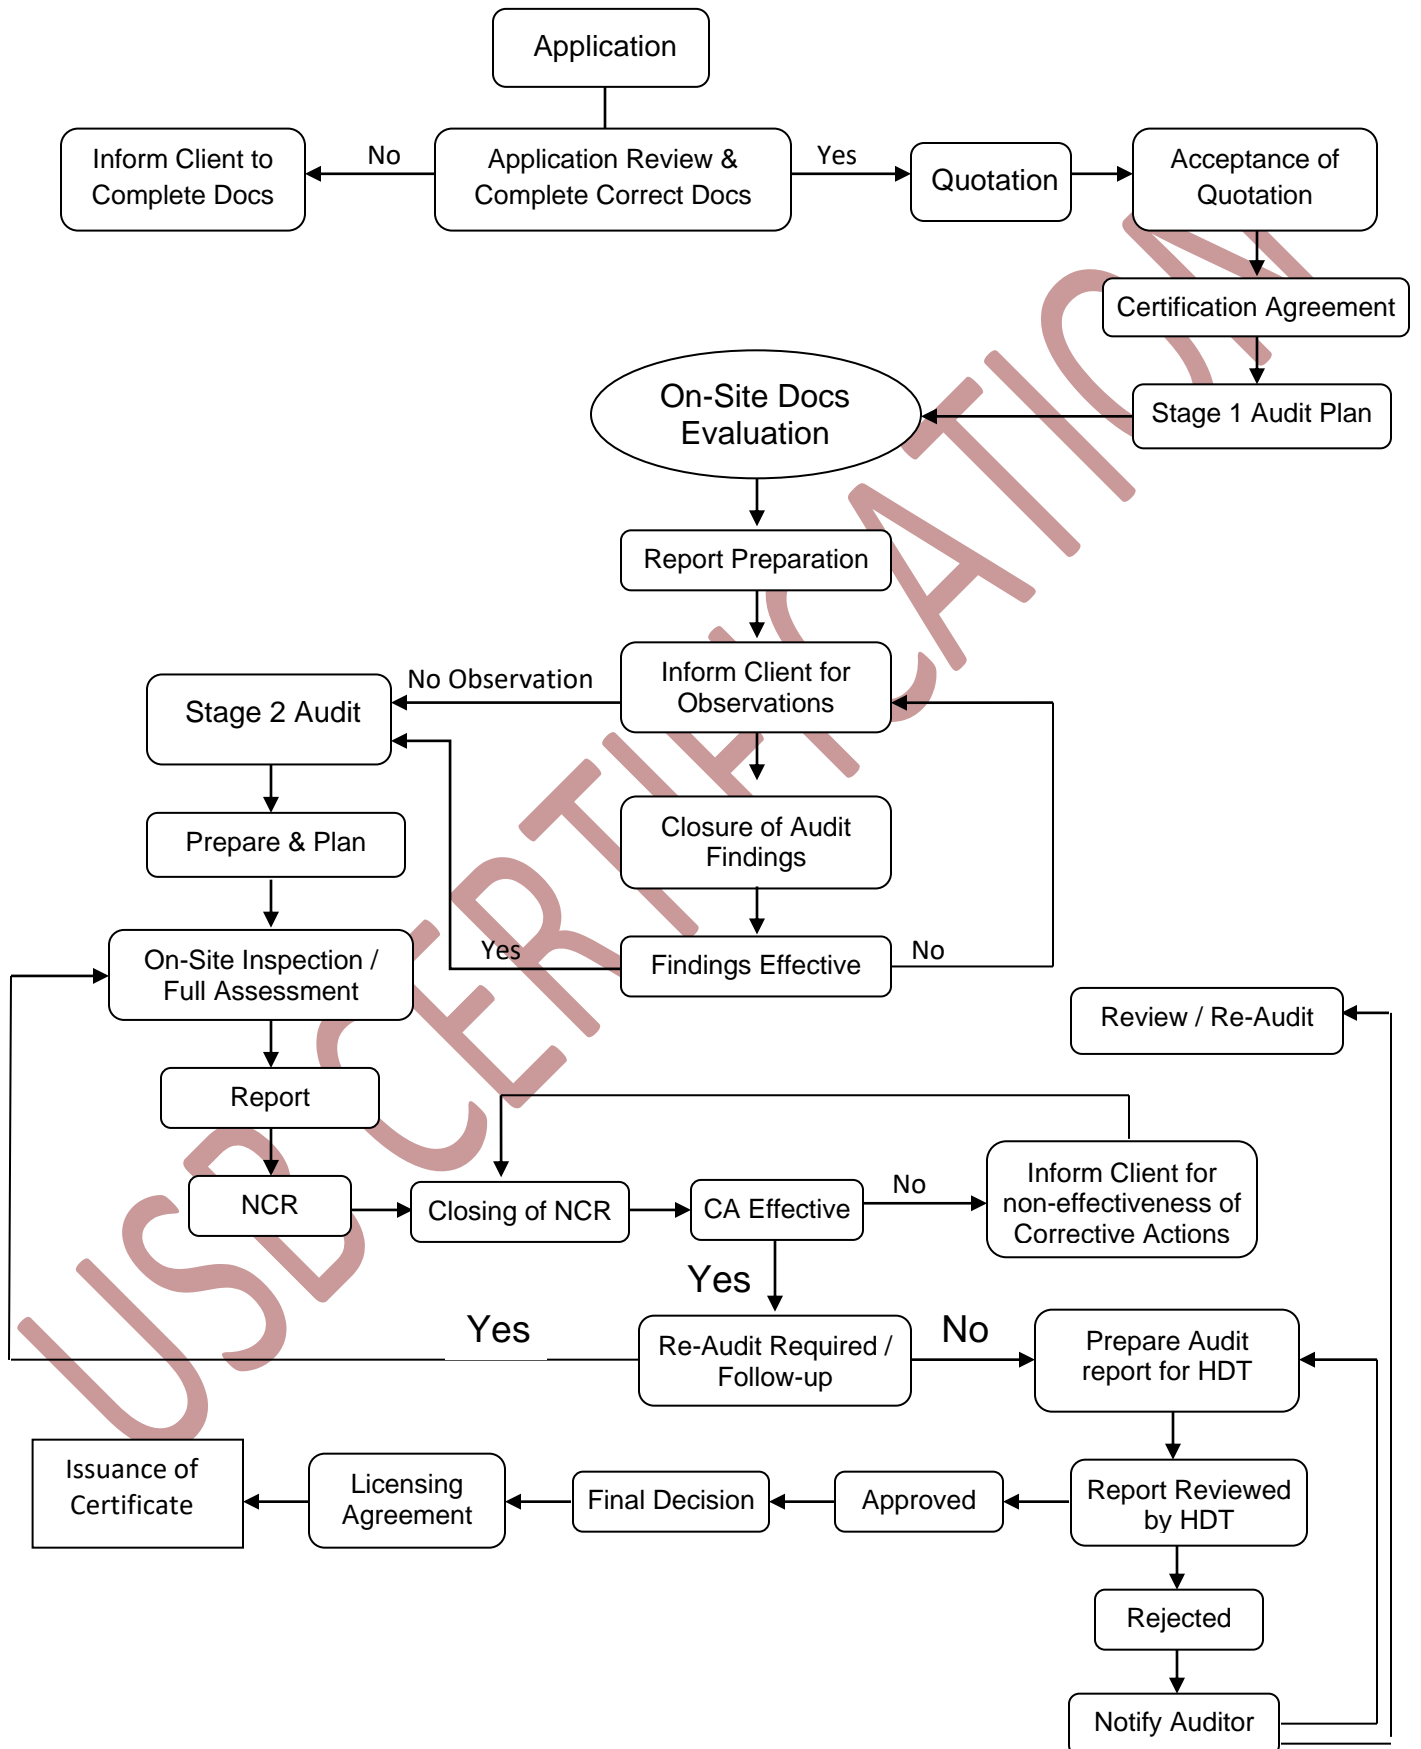 Application
Inform Client to
Complete Docs
No
Application Review &
Complete Correct Docs
Yes
Quotation
Acceptance of
Quotation
Certification Agreement
Stage 1 Audit Plan
On-Site Docs
Evaluation
Report Preparation
Inform Client for
Observations
No Observation
Stage 2 Audit
Closure of Audit
Findings
Prepare & Plan
Findings Effective
Yes
No
On-Site Inspection /
Full Assessment
Review / Re-Audit
Report
NCR
Closing of NCR
CA Effective
No
Inform Client for
non-effectiveness of
Corrective Actions
Yes
Yes
Re-Audit Required /
Follow-up
No
Prepare Audit
report for HDT
Issuance of
Certificate
Licensing
Agreement
Final Decision
Approved
Report Reviewed
by HDT
Rejected
Notify Auditor
USB CERTIFICATION